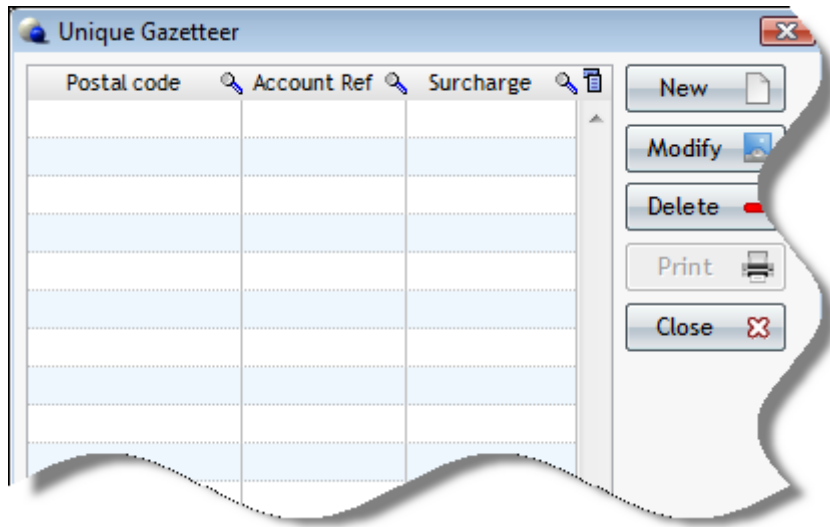 Unique Gazetteer
Postal code Account Ref Surcharge
New
Modify
Delete
Print
Close